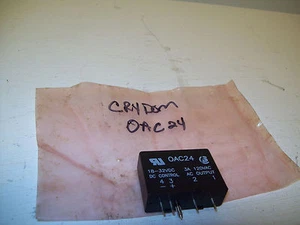 CRYDOM
OAC24
OAC24
18-32VDC 3A 120VAC
DC CONTROL AC OUTPUT
4 3 2 1
- +